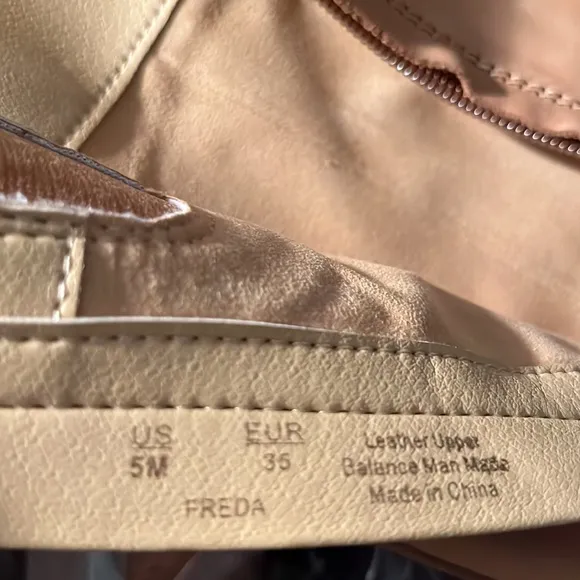 US EUR Leather Upper
5M 35 Balance Man Made
FREDA Made in China